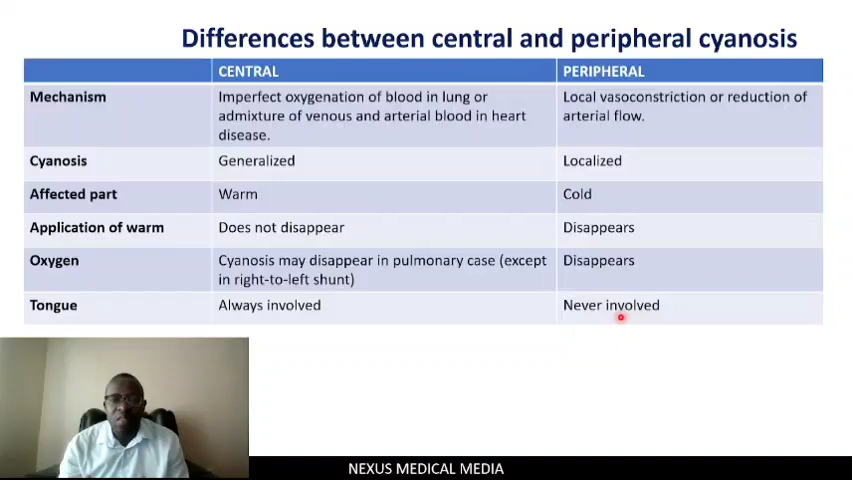 Differences between central and peripheral cyanosis
CENTRAL PERIPHERAL
Mechanism Imperfect oxygenation of blood in lung or Local vasoconstriction or reduction of
admixture of venous and arterial blood in heart arterial flow.
disease.
Cyanosis Generalized Localized
Affected part Warm Cold
Application of warm Does not disappear Disappears
Oxygen Cyanosis may disappear in pulmonary case (except Disappears
in right-to-left shunt)
Tongue Always involved Never involved
NEXUS MEDICAL MEDIA